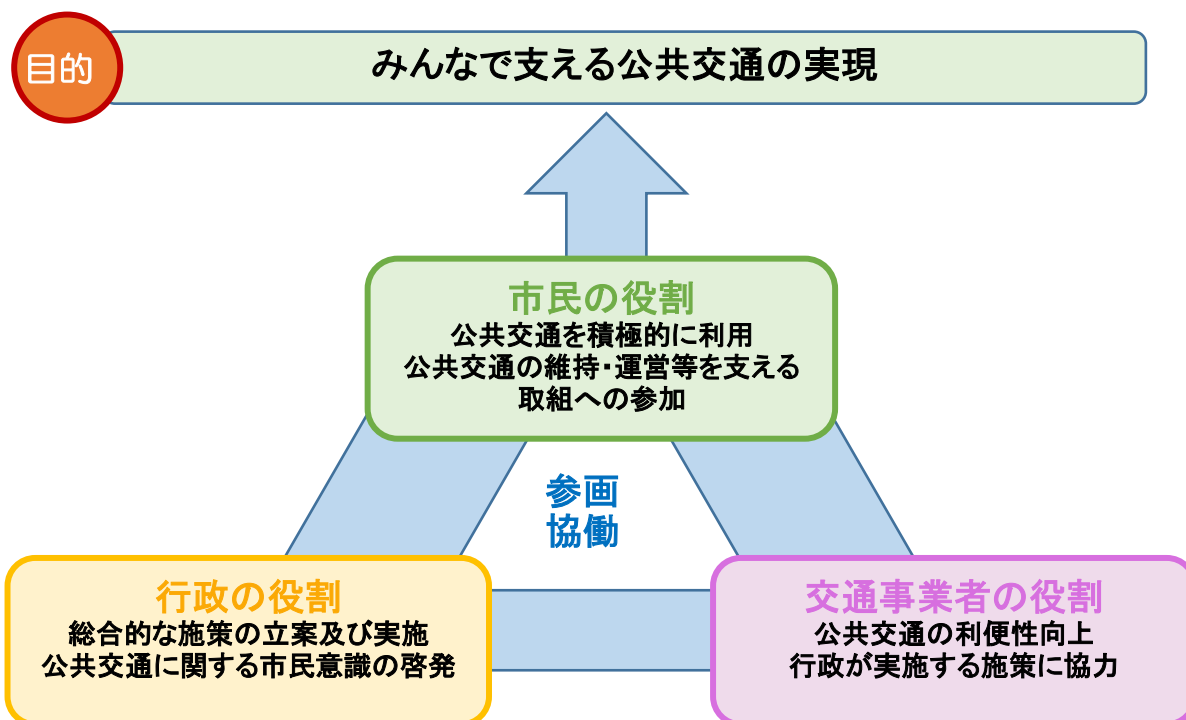 目的
みんなで支える公共交通の実現
市民の役割
公共交通を積極的に利用
公共交通の維持・運営等を支える
取組への参加
参画
協働
行政の役割
総合的な施策の立案及び実施
公共交通に関する市民意識の啓発
交通事業者の役割
公共交通の利便性向上
行政が実施する施策に協力